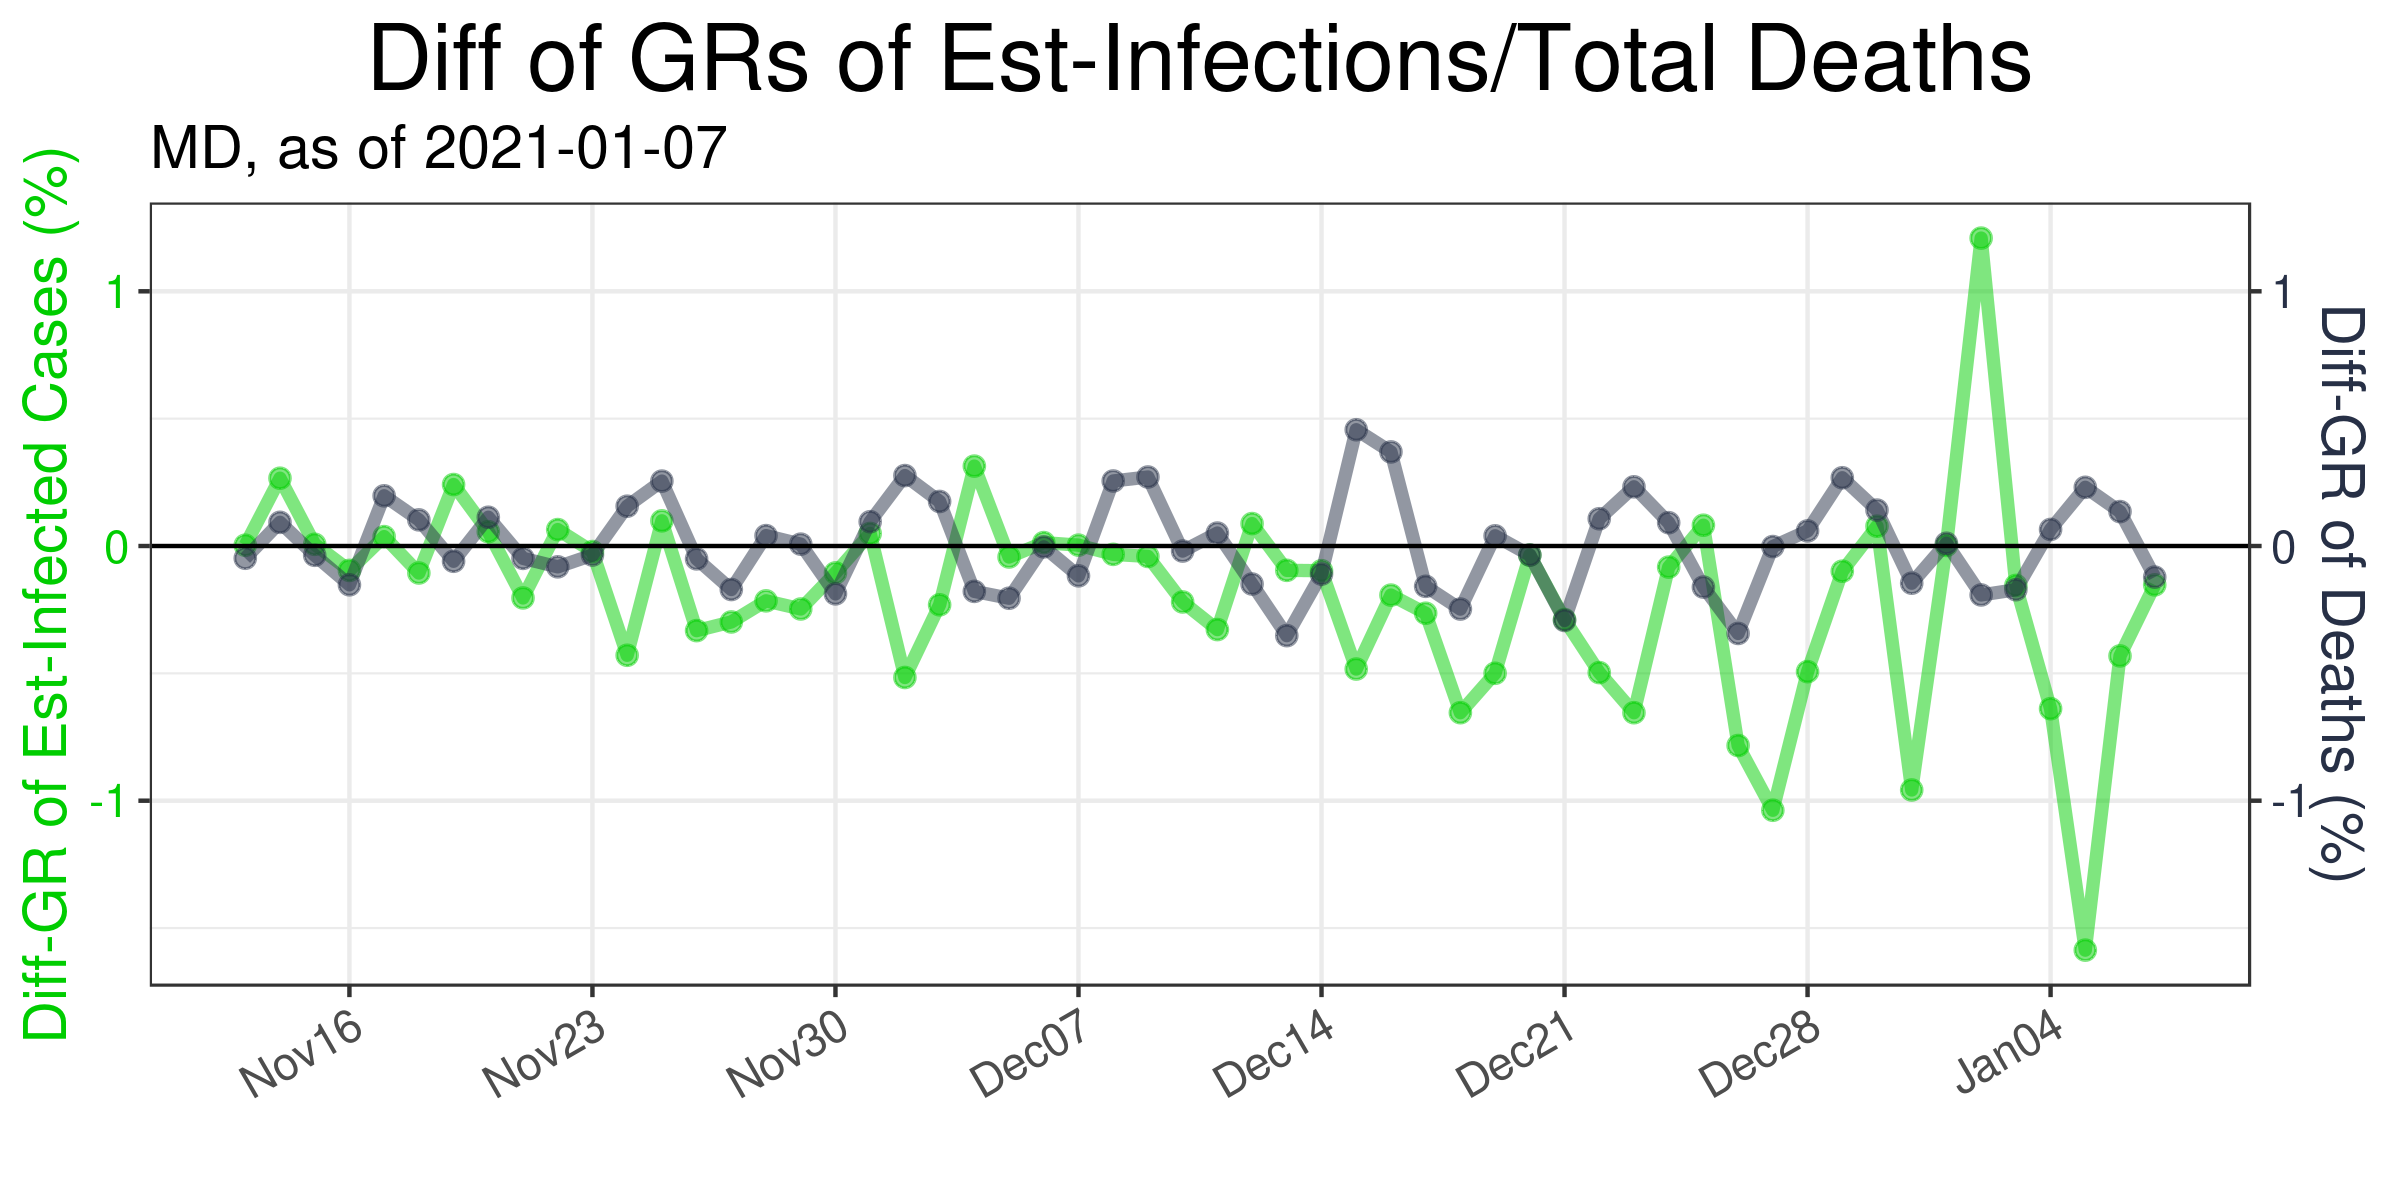 Diff of GRs of Est-Infections/Total Deaths
MD, as of 2021-01-07
Diff-GR of Est-Infected Cases (%)
1
0
-1
1
0
-1
Diff-GR of Deaths (%)
Nov16
Nov23
Nov30
Dec07
Dec14
Dec21
Dec28
Jan04